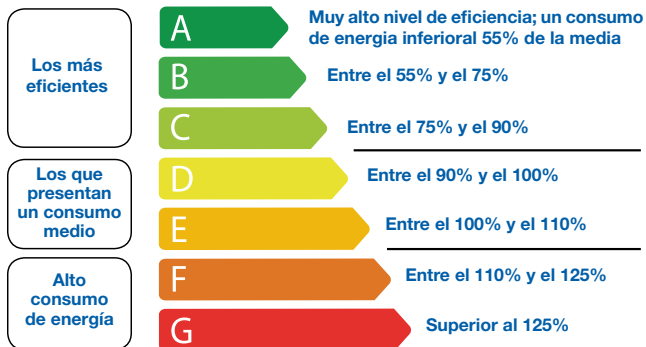 Los más
eficientes
A
Muy alto nivel de eficiencia; un consumo
de energia inferioral 55% de la media
B
Entre el 55% y el 75%
C
Entre el 75% y el 90%
Los que
presentan
un consumo
medio
D
Entre el 90% y el 100%
E
Entre el 100% y el 110%
Alto
consumo
de energía
F
Entre el 110% y el 125%
G
Superior al 125%